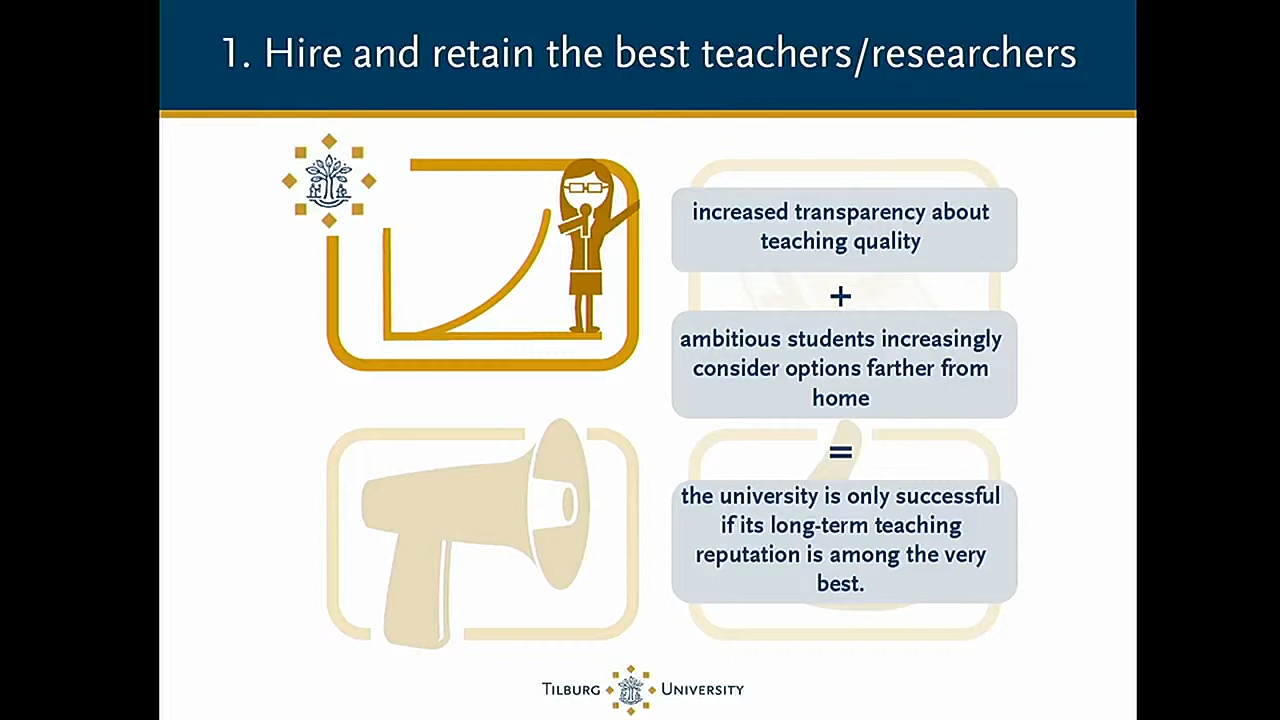 1. Hire and retain the best teachers/researchers
increased transparency about
teaching quality
+
ambitious students increasingly
consider options farther from
home
=
the university is only successful
if its long-term teaching
reputation is among the very
best.
TILBURG UNIVERSITY